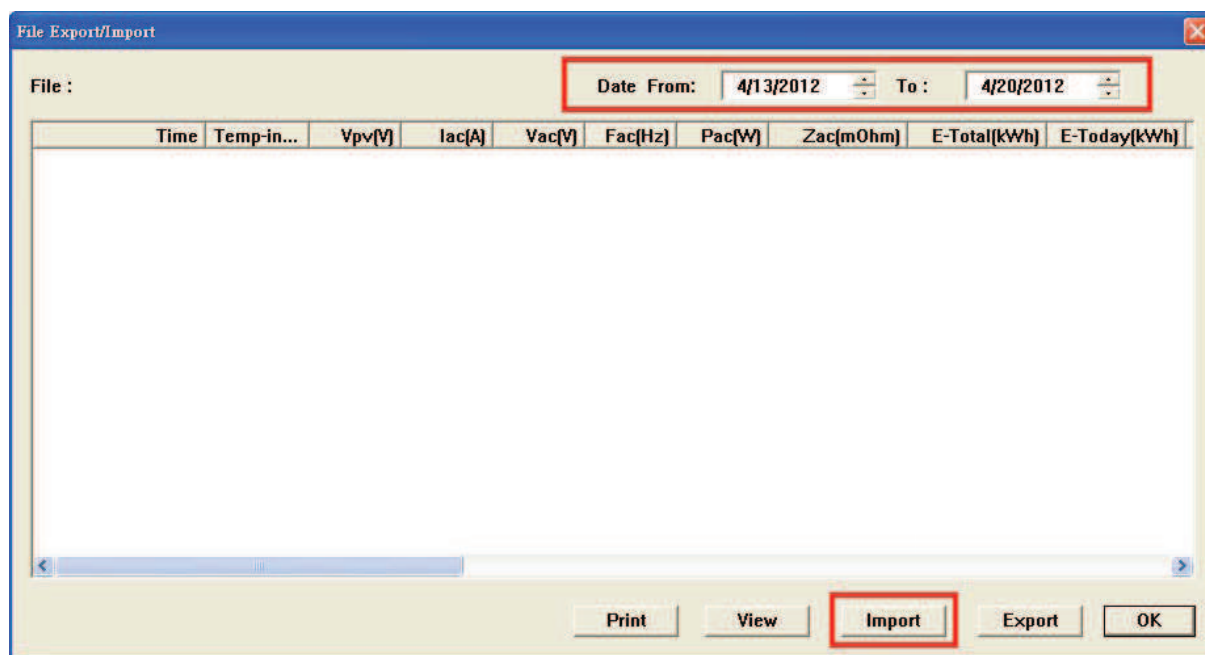 File Export/Import
File : Date From: 4/13/2012 To : 4/20/2012
Time Temp-in... Vpv(V) Iac(A) Vac(V) Fac(Hz) Pac(W) Zac(mOhm) E-Total(kWh) E-Today(kWh)
Print View Import Export OK